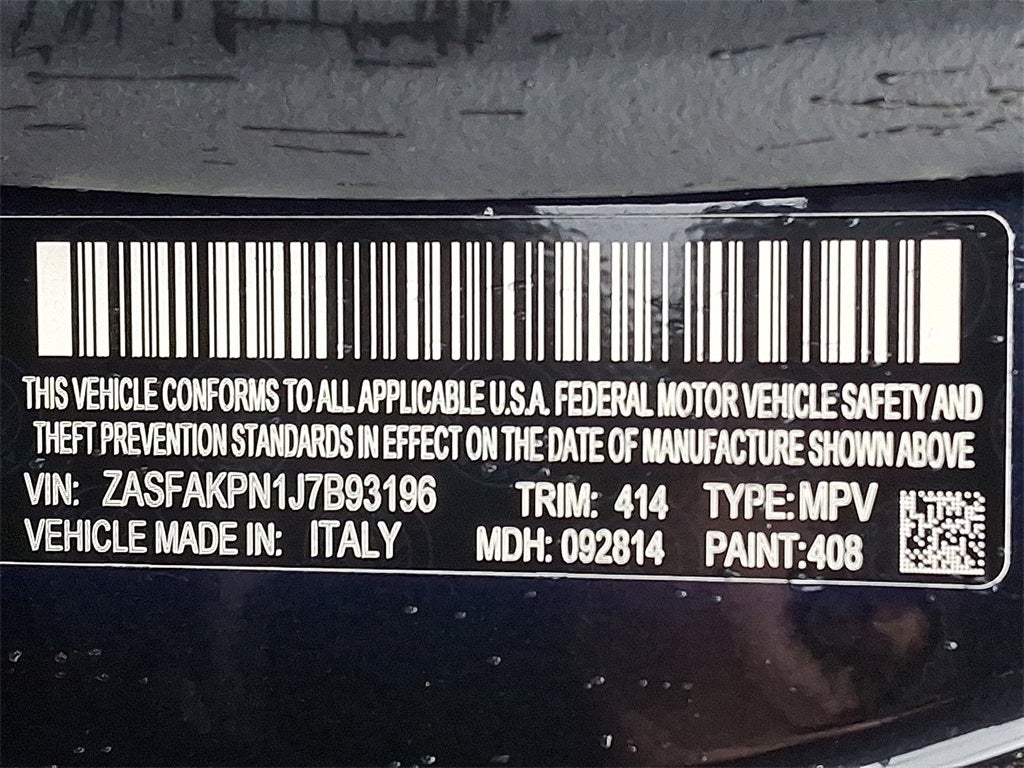 THIS VEHICLE CONFORMS TO ALL APPLICABLE U.S.A. FEDERAL MOTOR VEHICLE SAFETY AND
THEFT PREVENTION STANDARDS IN EFFECT ON THE DATE OF MANUFACTURE SHOWN ABOVE
VIN: ZASFAKPN1J7B93196 TRIM: 414 TYPE: MPV
VEHICLE MADE IN: ITALY MDH: 092814 PAINT:408